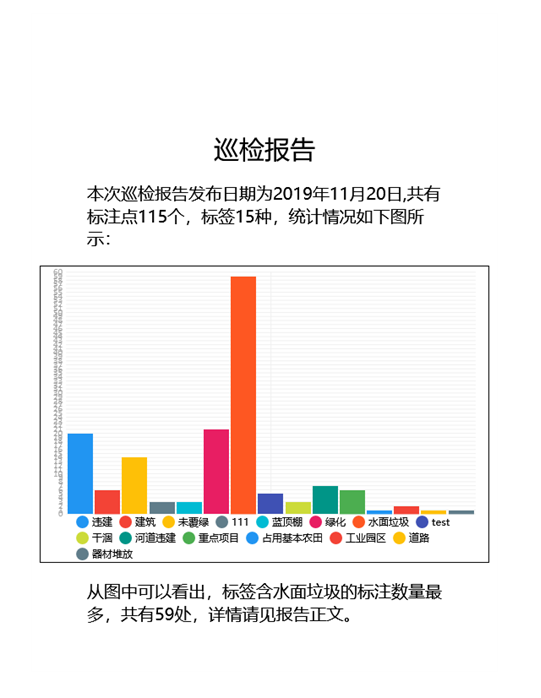 巡检报告
本次巡检报告发布日期为2019年11月20日,共有
标注点115个，标签15种，统计情况如下图所
示：
60
0
违建 建筑 未覆绿 111 蓝顶棚 绿化 水面垃圾 test
干涸 河道违建 重点项目 占用基本农田 工业园区 道路
器材堆放
从图中可以看出，标签含水面垃圾的标注数量最
多，共有59处，详情请见报告正文。